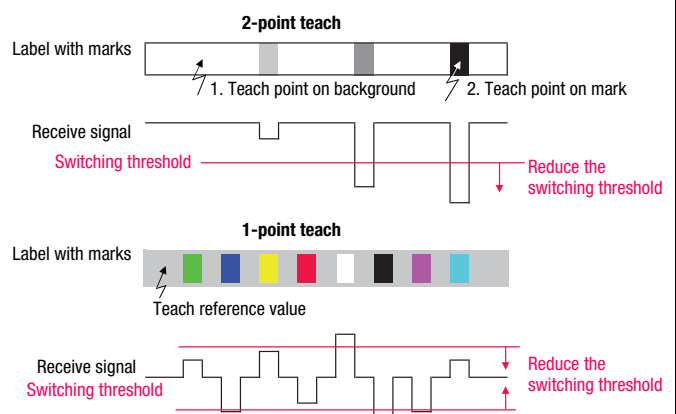 2-point teach
Label with marks
1. Teach point on background
2. Teach point on mark
Receive signal
Switching threshold
Reduce the
switching threshold
1-point teach
Label with marks
Teach reference value
Receive signal
Switching threshold
Reduce the
switching threshold